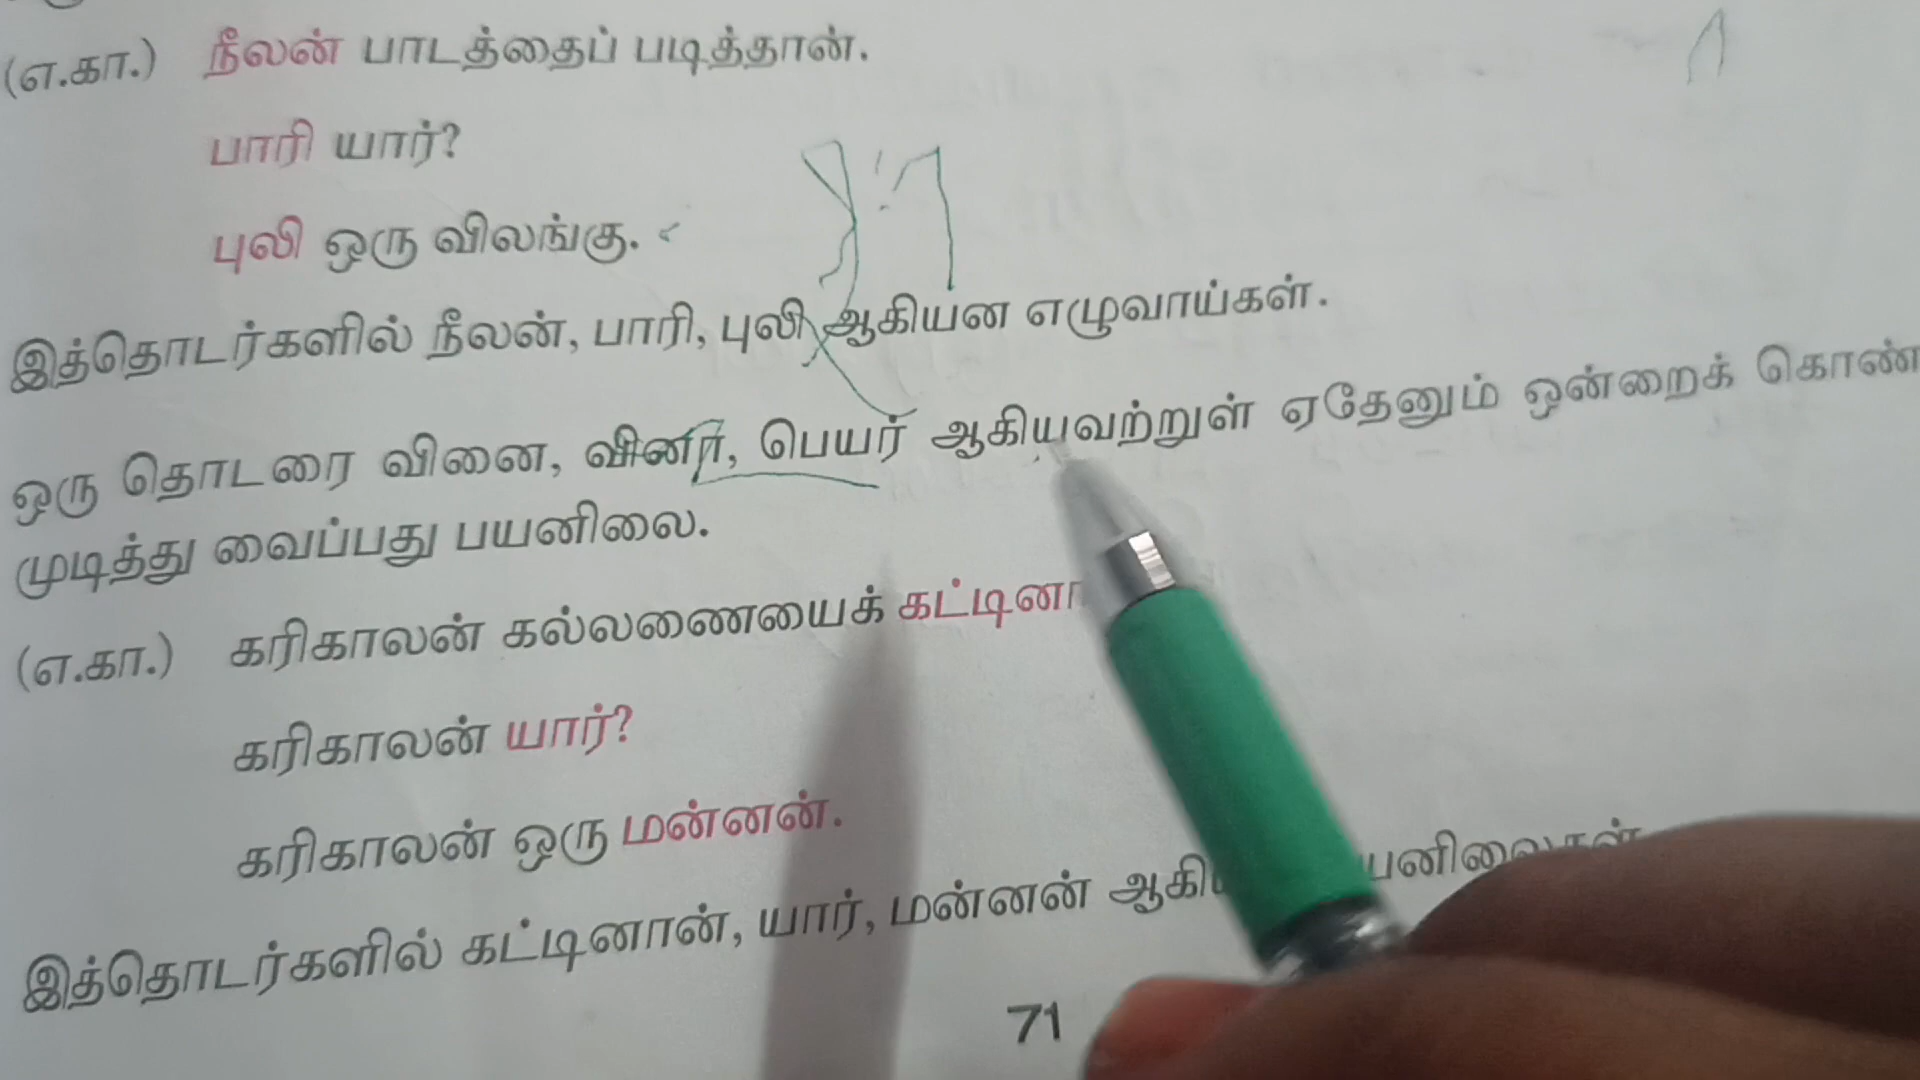 (எ.கா.) நீலன் பாடத்தைப் படித்தான்.
பாரி யார்?
புலி ஒரு விலங்கு.
இத்தொடர்களில் நீலன், பாரி, புலி ஆகியன எழுவாய்கள்.
ஒரு தொடரை வினை, வினா, பெயர் ஆகியவற்றுள் ஏதேனும் ஒன்றைக் கொண்
முடித்து வைப்பது பயனிலை.
(எ.கா.) கரிகாலன் கல்லணையைக் கட்டினா
கரிகாலன் யார்?
கரிகாலன் ஒரு மன்னன்.
இத்தொடர்களில் கட்டினான், யார், மன்னன் ஆகி யனிலைகள்
71